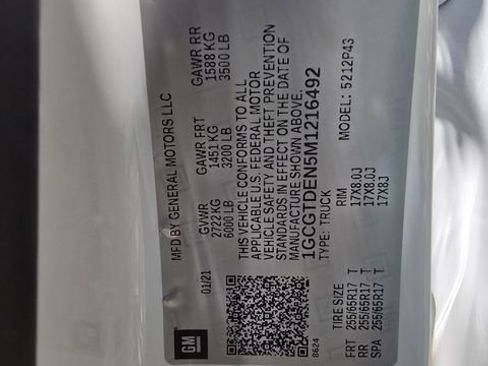 GM
MFD BY GENERAL MOTORS LLC
01/21
GVWR GAWR FRT GAWR RR
2722 KG 1451 KG 1588 KG
6000 LB 3200 LB 3500 LB
THIS VEHICLE CONFORMS TO ALL
APPLICABLE U.S. FEDERAL MOTOR
VEHICLE SAFETY AND THEFT PREVENTION
STANDARDS IN EFFECT ON THE DATE OF
MANUFACTURE SHOWN ABOVE.
1GCGTDEN5M1216492
TYPE: TRUCK MODEL: 5212P43
8624
TIRE SIZE RIM
FRT 255/65R17 T 17X8.0J
RR 255/65R17 T 17X8.0J
SPA 255/65R17 T 17X8J